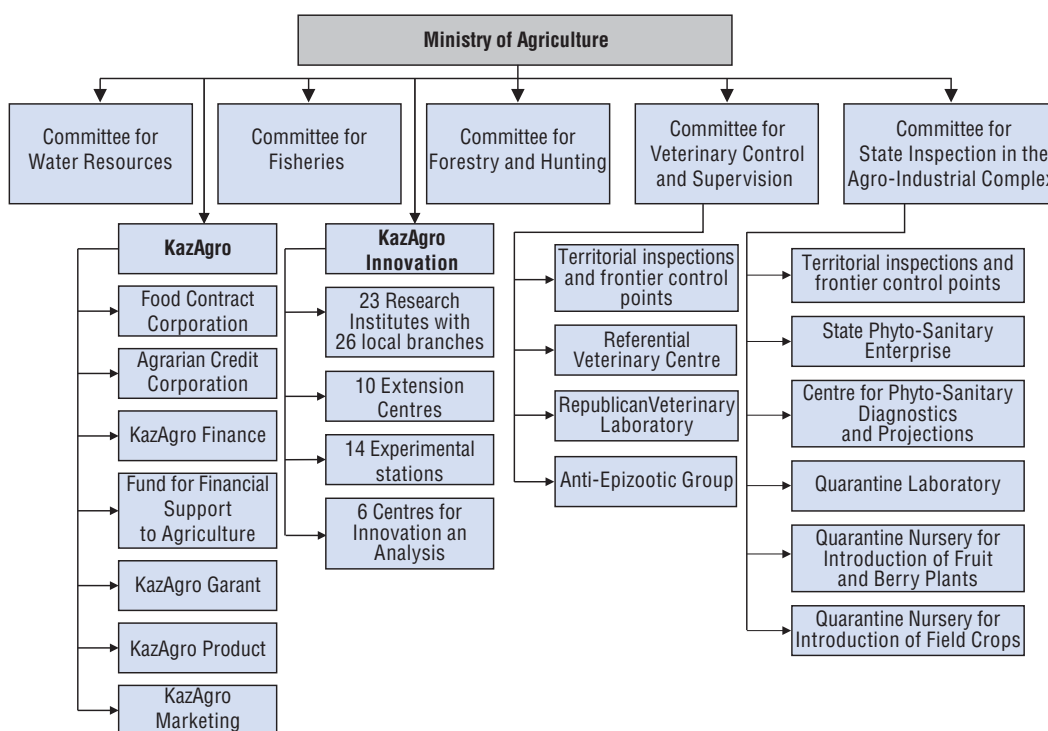 Ministry of Agriculture
Committee for
Water Resources
Committee for
Fisheries
Committee for
Forestry and Hunting
Committee for
Veterinary Control
and Supervision
Committee for
State Inspection in the
Agro-Industrial Complex
KazAgro
Food Contract
Corporation
Agrarian Credit
Corporation
KazAgro Finance
Fund for Financial
Support
to Agriculture
KazAgro Garant
KazAgro Product
KazAgro
Marketing
KazAgro
Innovation
23 Research
Institutes with
26 local branches
10 Extension
Centres
14 Experimental
stations
6 Centres for
Innovation an
Analysis
Territorial inspections
and frontier control
points
Referential
Veterinary Centre
RepublicanVeterinary
Laboratory
Anti-Epizootic Group
Territorial inspections and
frontier control points
State Phyto-Sanitary
Enterprise
Centre for Phyto-Sanitary
Diagnostics
and Projections
Quarantine Laboratory
Quarantine Nursery for
Introduction of Fruit
and Berry Plants
Quarantine Nursery for
Introduction of Field Crops